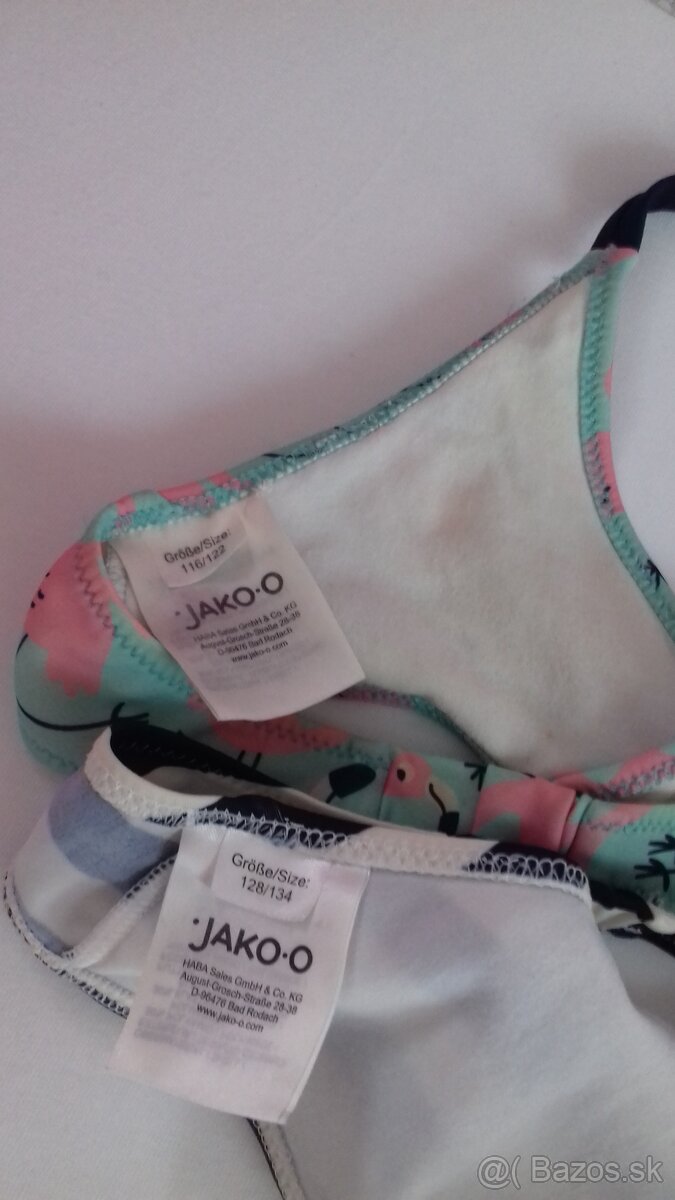 Größe/Size:
116/122
JAKO-O
HABA Sales GmbH & Co. KG
August-Grosch-Straße 28-38
D-96476 Bad Rodach
www.jako-o.com
Größe/Size:
128/134
JAKO-O
HABA Sales GmbH & Co. KG
August-Grosch-Straße 28-38
D-96476 Bad Rodach
www.jako-o.com
@( Bazos.sk